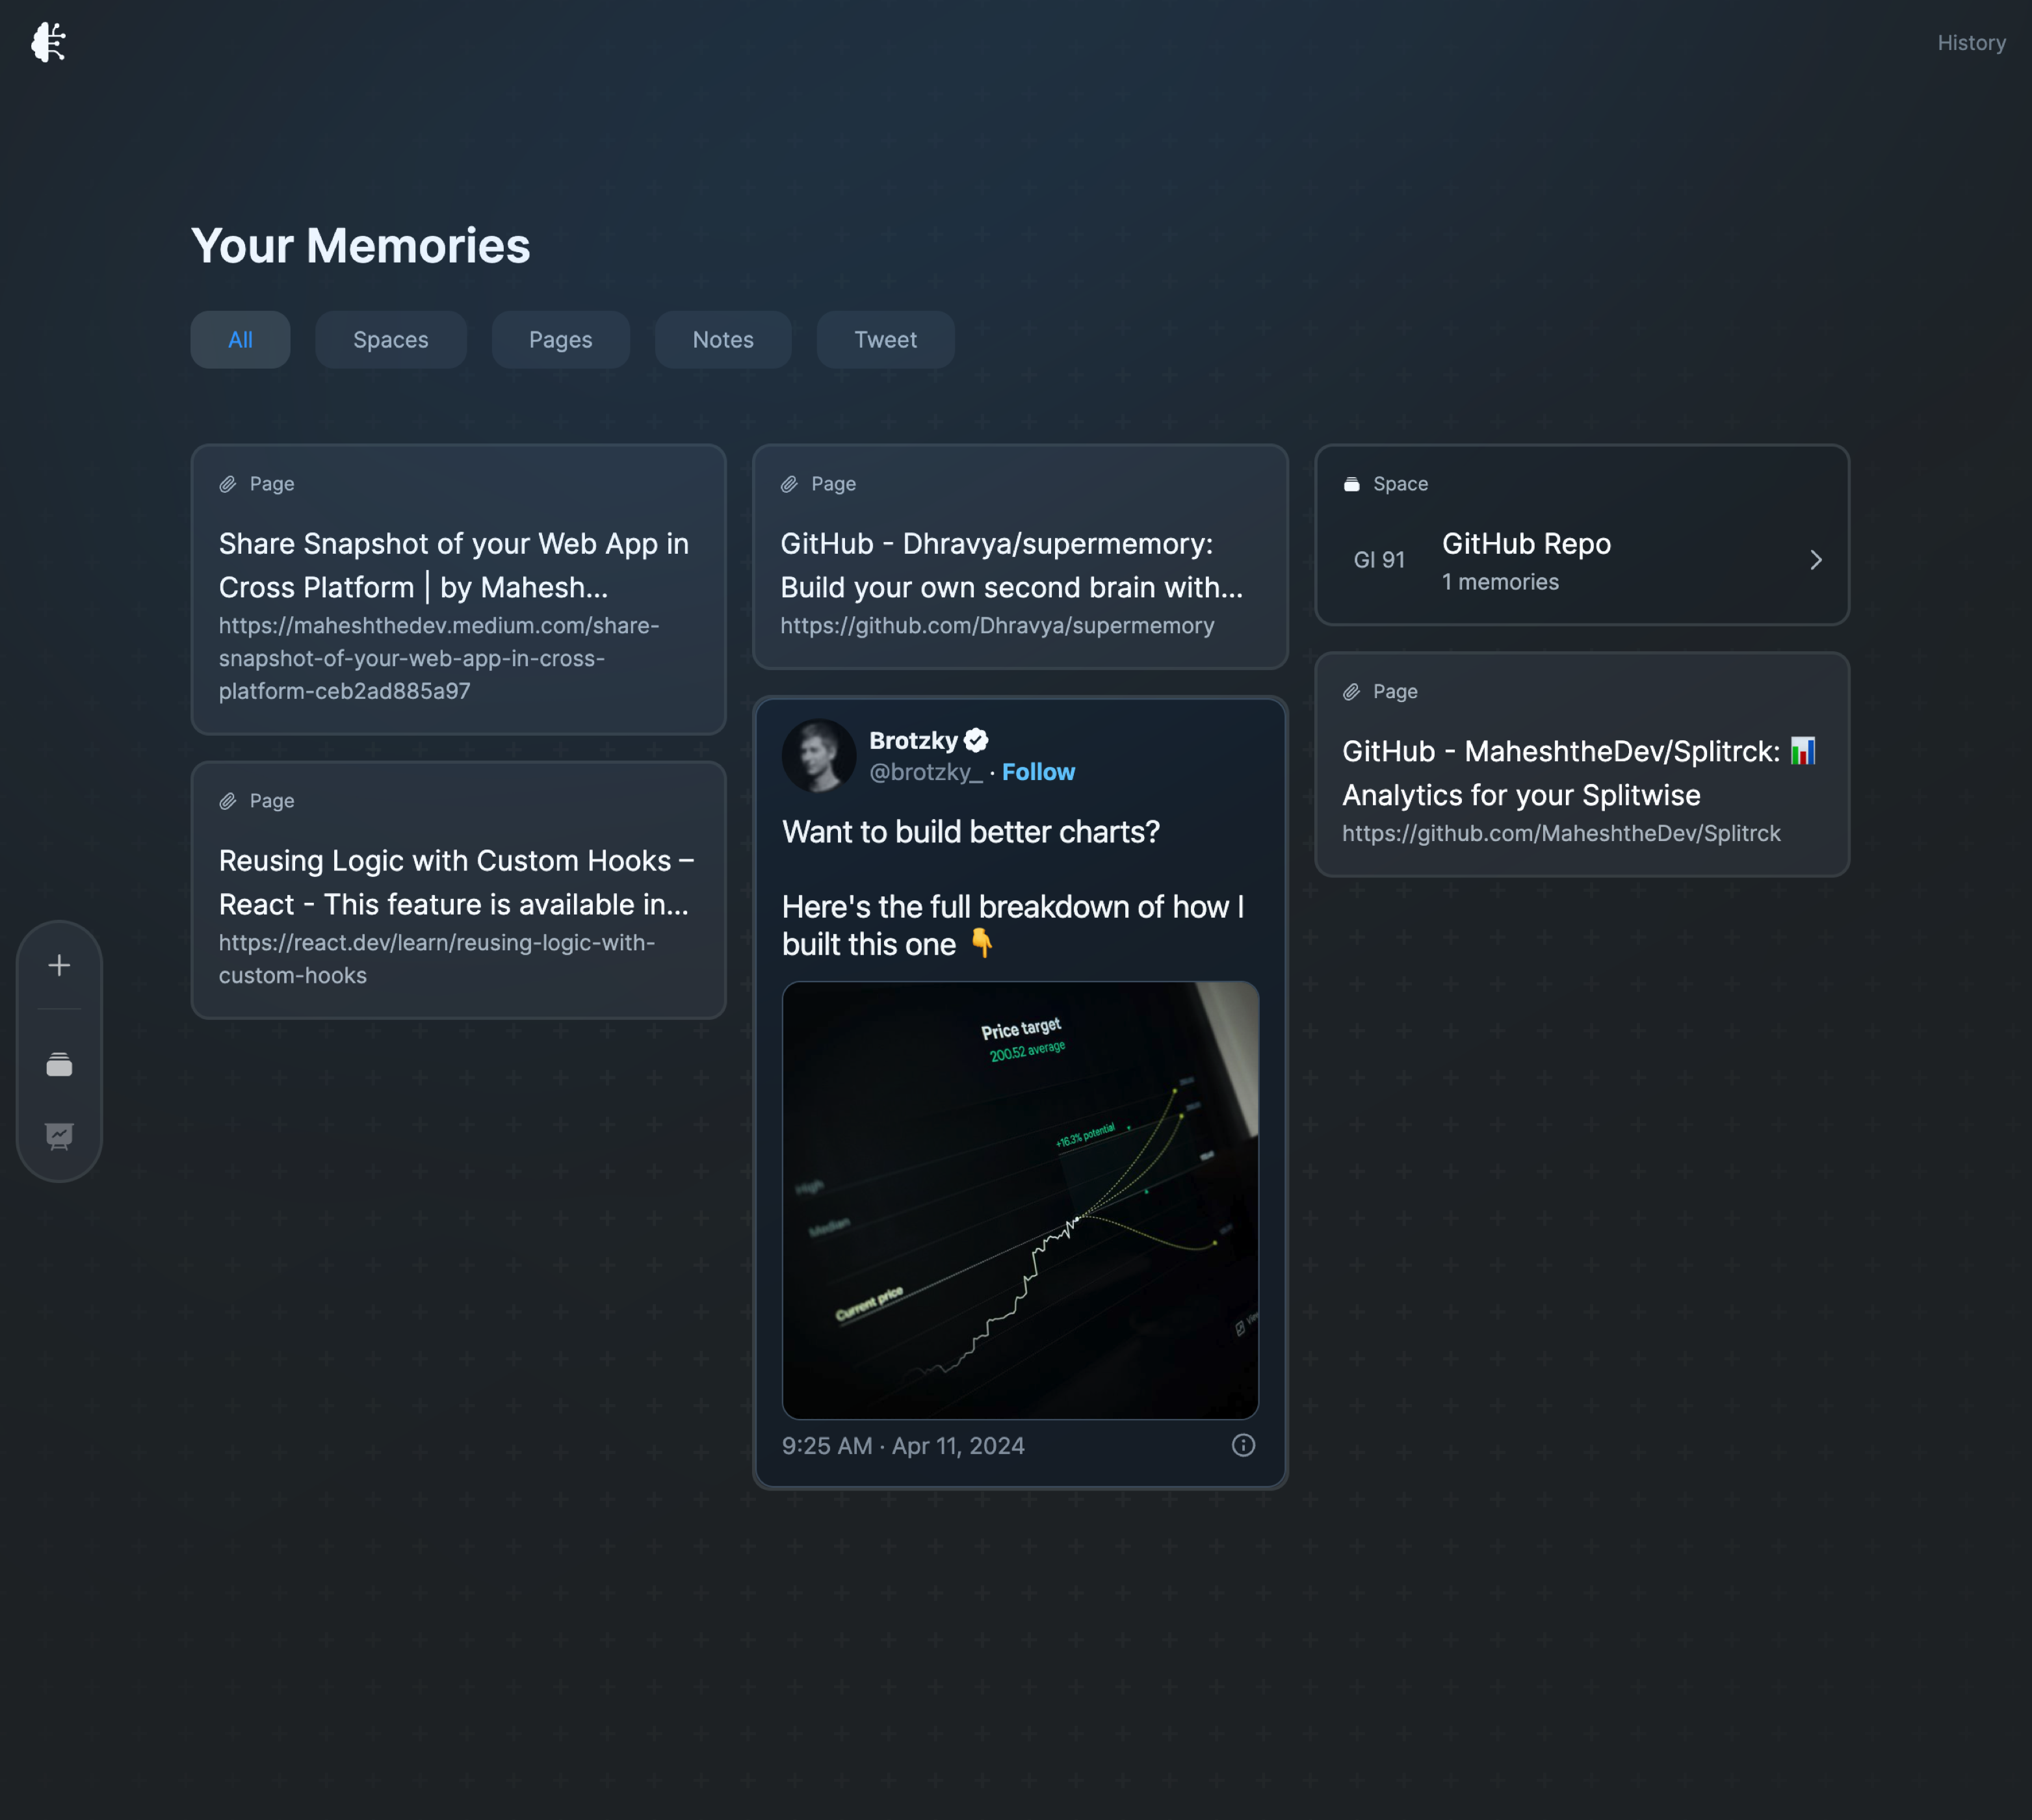 History
Your Memories
All
Spaces
Pages
Notes
Tweet
Page
Share Snapshot of your Web App in
Cross Platform | by Mahesh...
https://maheshthedev.medium.com/share-
snapshot-of-your-web-app-in-cross-
platform-ceb2ad885a97
Page
Reusing Logic with Custom Hooks –
React - This feature is available in...
https://react.dev/learn/reusing-logic-with-
custom-hooks
Page
GitHub - Dhravya/supermemory:
Build your own second brain with...
https://github.com/Dhravya/supermemory
Brotzky
@brotzky_ · Follow
Want to build better charts?
Here's the full breakdown of how I
built this one 👇
Price target
200.52 average
+16.3% potential
High
Median
Current price
9:25 AM · Apr 11, 2024
Space
GI 91
GitHub Repo
1 memories
Page
GitHub - MaheshtheDev/Splitrck: 📊
Analytics for your Splitwise
https://github.com/MaheshtheDev/Splitrck